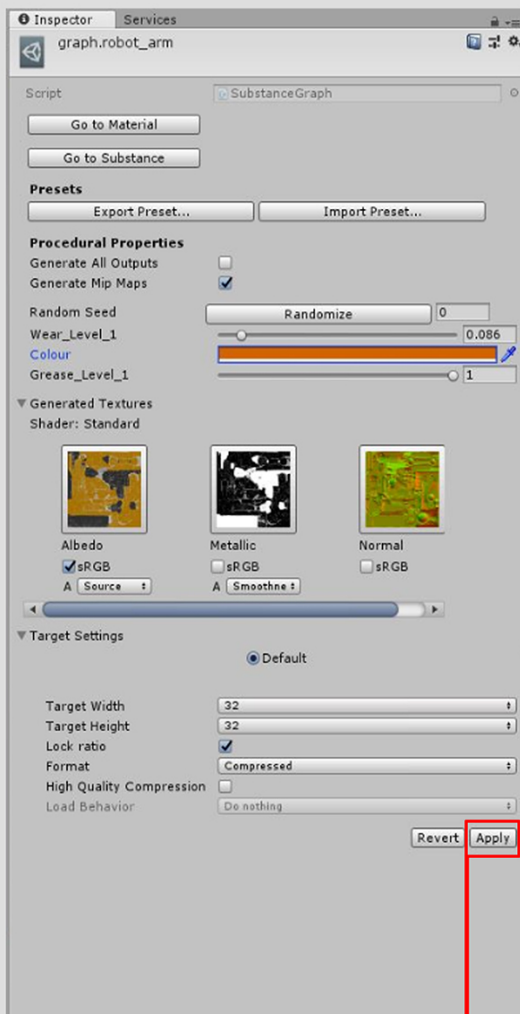 Inspector Services
graph.robot_arm
Script SubstanceGraph
Go to Material
Go to Substance
Presets
Export Preset... Import Preset...
Procedural Properties
Generate All Outputs
Generate Mip Maps
Random Seed Randomize 0
Wear_Level_1 0.086
Colour
Grease_Level_1 1
Generated Textures
Shader: Standard
Albedo Metallic Normal
sRGB sRGB sRGB
A Source A Smoothne
Target Settings
Default
Target Width 32
Target Height 32
Lock ratio
Format Compressed
High Quality Compression
Load Behavior Do nothing
Revert Apply